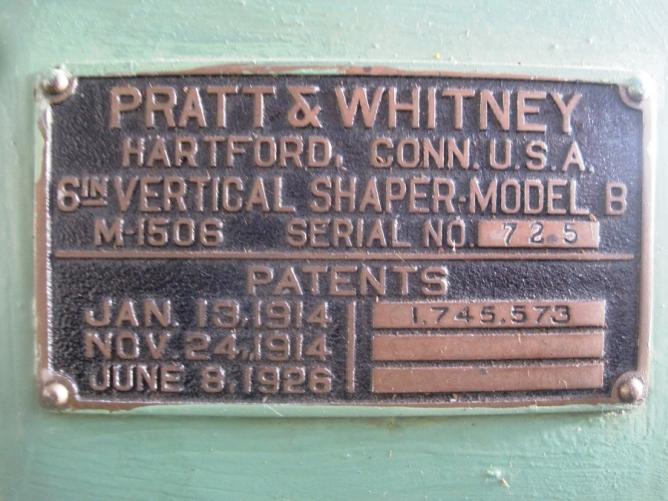 PRATT & WHITNEY
HARTFORD, CONN. U.S.A.
6IN VERTICAL SHAPER-MODEL B
M-1506 SERIAL NO. 725
PATENTS
JAN. 13, 1914 1,745,573
NOV. 24, 1914
JUNE 8, 1926